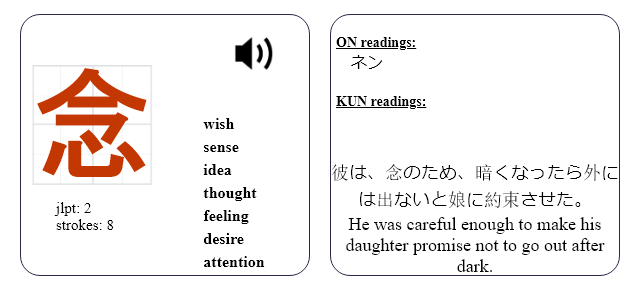 念
jlpt: 2
strokes: 8
wish
sense
idea
thought
feeling
desire
attention
ON readings:
ネン
KUN readings:
彼は、念のため、暗くなったら外に
は出ないと娘に約束させた。
He was careful enough to make his
daughter promise not to go out after
dark.